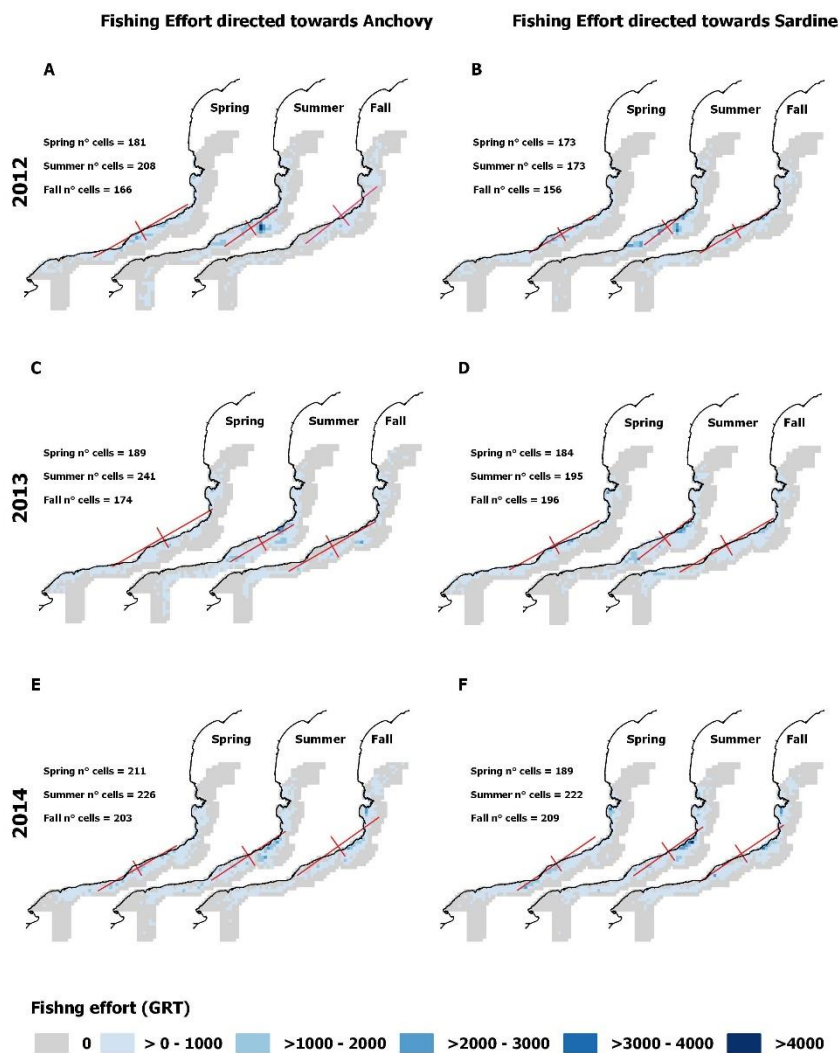 Fishing Effort directed towards Anchovy
Fishing Effort directed towards Sardine
A
Spring
Summer
Fall
Spring n° cells = 181
Summer n° cells = 208
Fall n° cells = 166
2012
B
Spring
Summer
Fall
Spring n° cells = 173
Summer n° cells = 173
Fall n° cells = 156
C
Spring
Summer
Fall
Spring n° cells = 189
Summer n° cells = 241
Fall n° cells = 174
2013
D
Spring
Summer
Fall
Spring n° cells = 184
Summer n° cells = 195
Fall n° cells = 196
E
Spring
Summer
Fall
Spring n° cells = 211
Summer n° cells = 226
Fall n° cells = 203
2014
F
Spring
Summer
Fall
Spring n° cells = 189
Summer n° cells = 222
Fall n° cells = 209
Fishng effort (GRT)
0 > 0 - 1000 >1000 - 2000 >2000 - 3000 >3000 - 4000 >4000